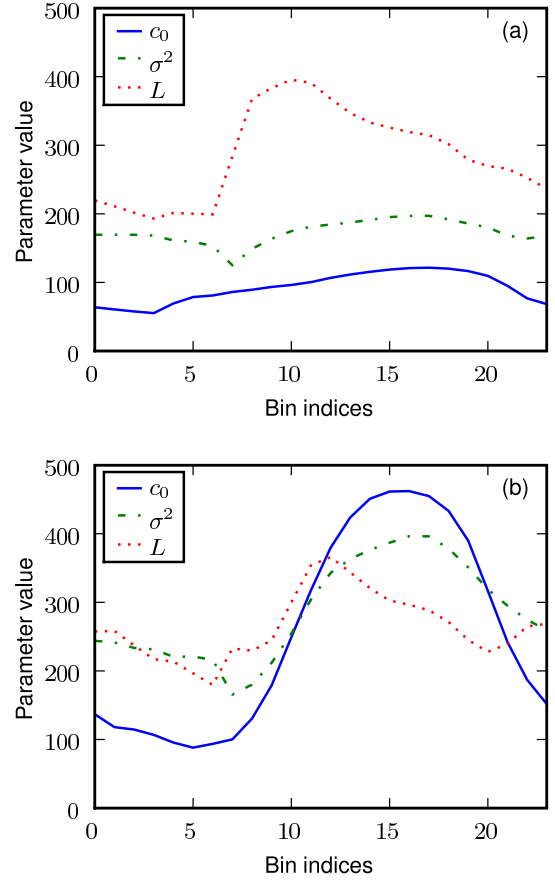 500
(a)
c₀
σ²
L
400
300
200
100
0
Parameter value
0 5 10 15 20
Bin indices
500
(b)
c₀
σ²
L
400
300
200
100
0
Parameter value
0 5 10 15 20
Bin indices